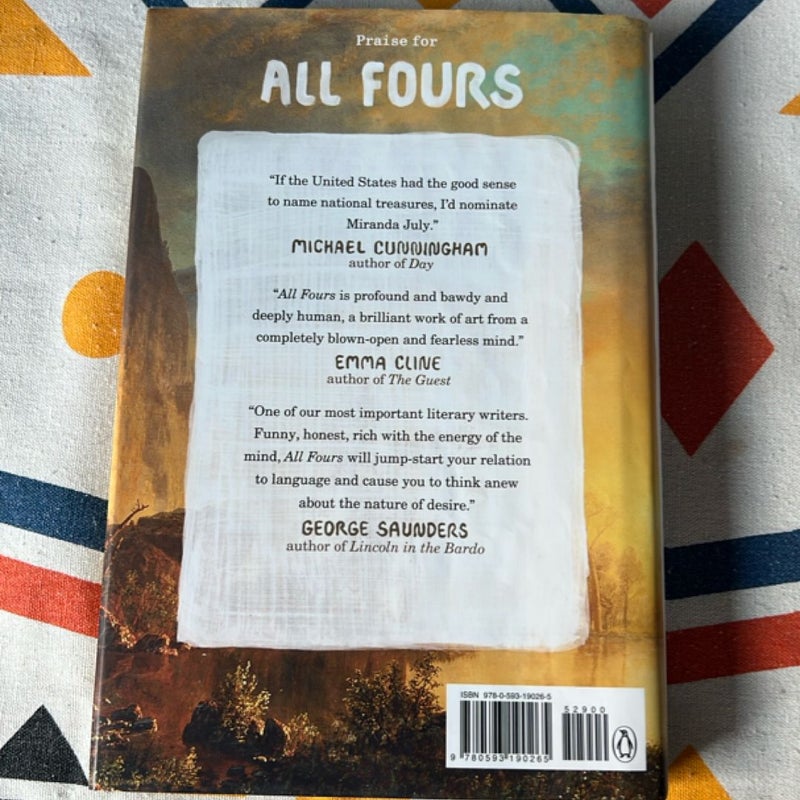 Praise for
ALL FOURS
“If the United States had the good sense
to name national treasures, I’d nominate
Miranda July.”
MICHAEL CUNNINGHAM
author of Day
“All Fours is profound and bawdy and
deeply human, a brilliant work of art from a
completely blown-open and fearless mind.”
EMMA CLINE
author of The Guest
“One of our most important literary writers.
Funny, honest, rich with the energy of the
mind, All Fours will jump-start your relation
to language and cause you to think anew
about the nature of desire.”
GEORGE SAUNDERS
author of Lincoln in the Bardo
ISBN 978-0-593-19026-5
52900
9 780593 190265